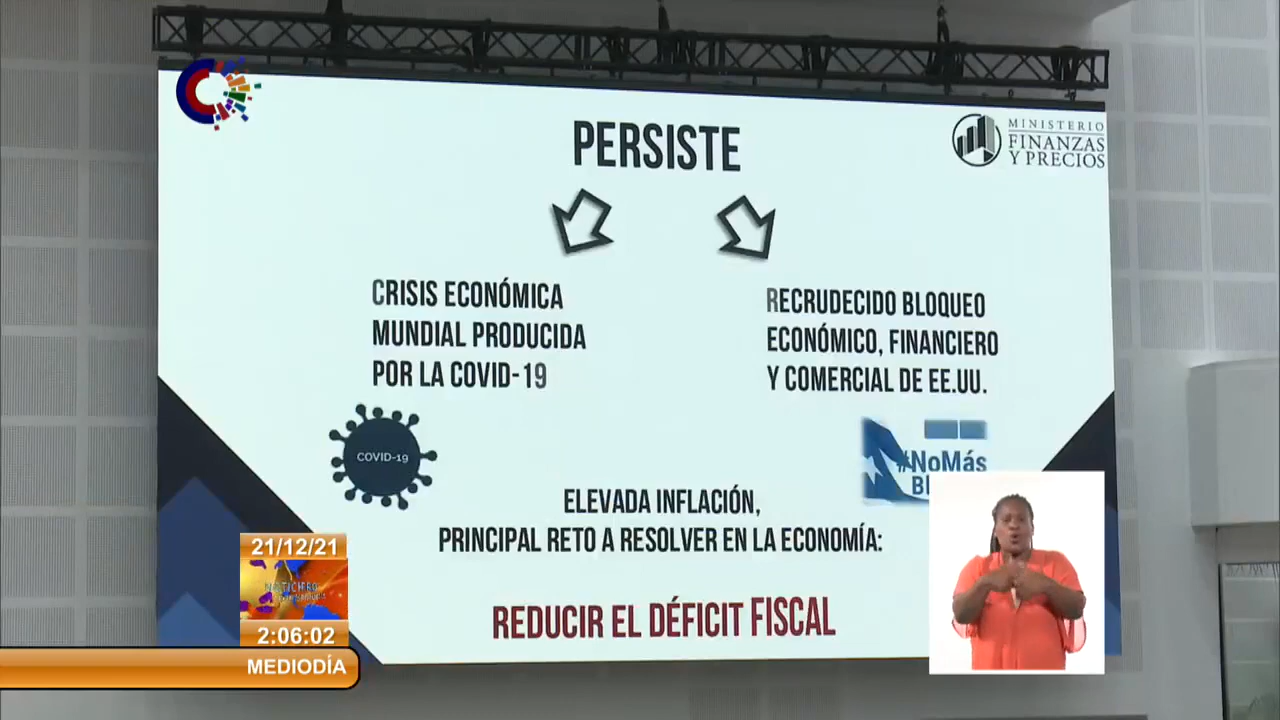 PERSISTE
MINISTERIO
FINANZAS
Y PRECIOS
CRISIS ECONÓMICA
MUNDIAL PRODUCIDA
POR LA COVID-19
RECRUDECIDO BLOQUEO
ECONÓMICO, FINANCIERO
Y COMERCIAL DE EE.UU.
COVID-19
#NoMás
ELEVADA INFLACIÓN,
PRINCIPAL RETO A RESOLVER EN LA ECONOMÍA:
REDUCIR EL DÉFICIT FISCAL
21/12/21
NOTICIERO
2:06:02
MEDIODÍA